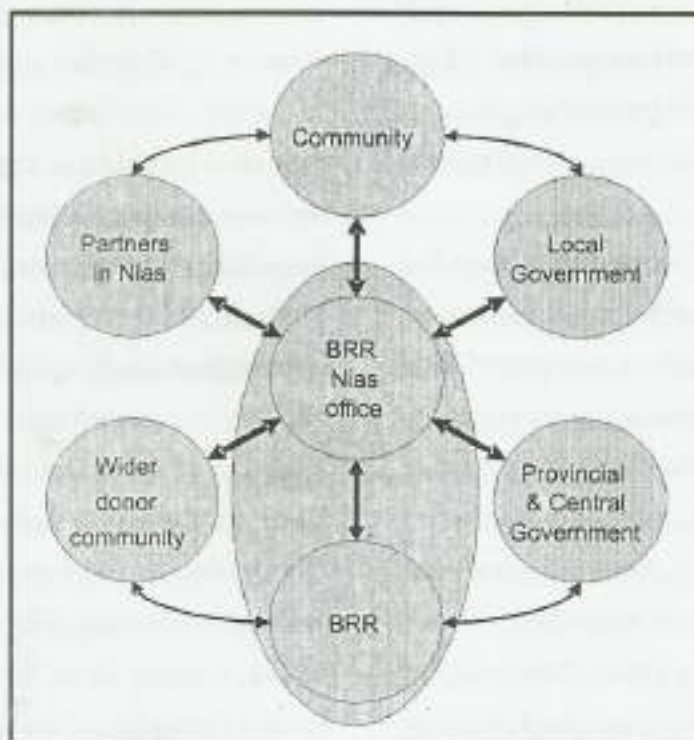 Community
Partners
in Nias
Local
Government
BRR
Nias
office
Wider
donor
community
Provincial
& Central
Government
BRR